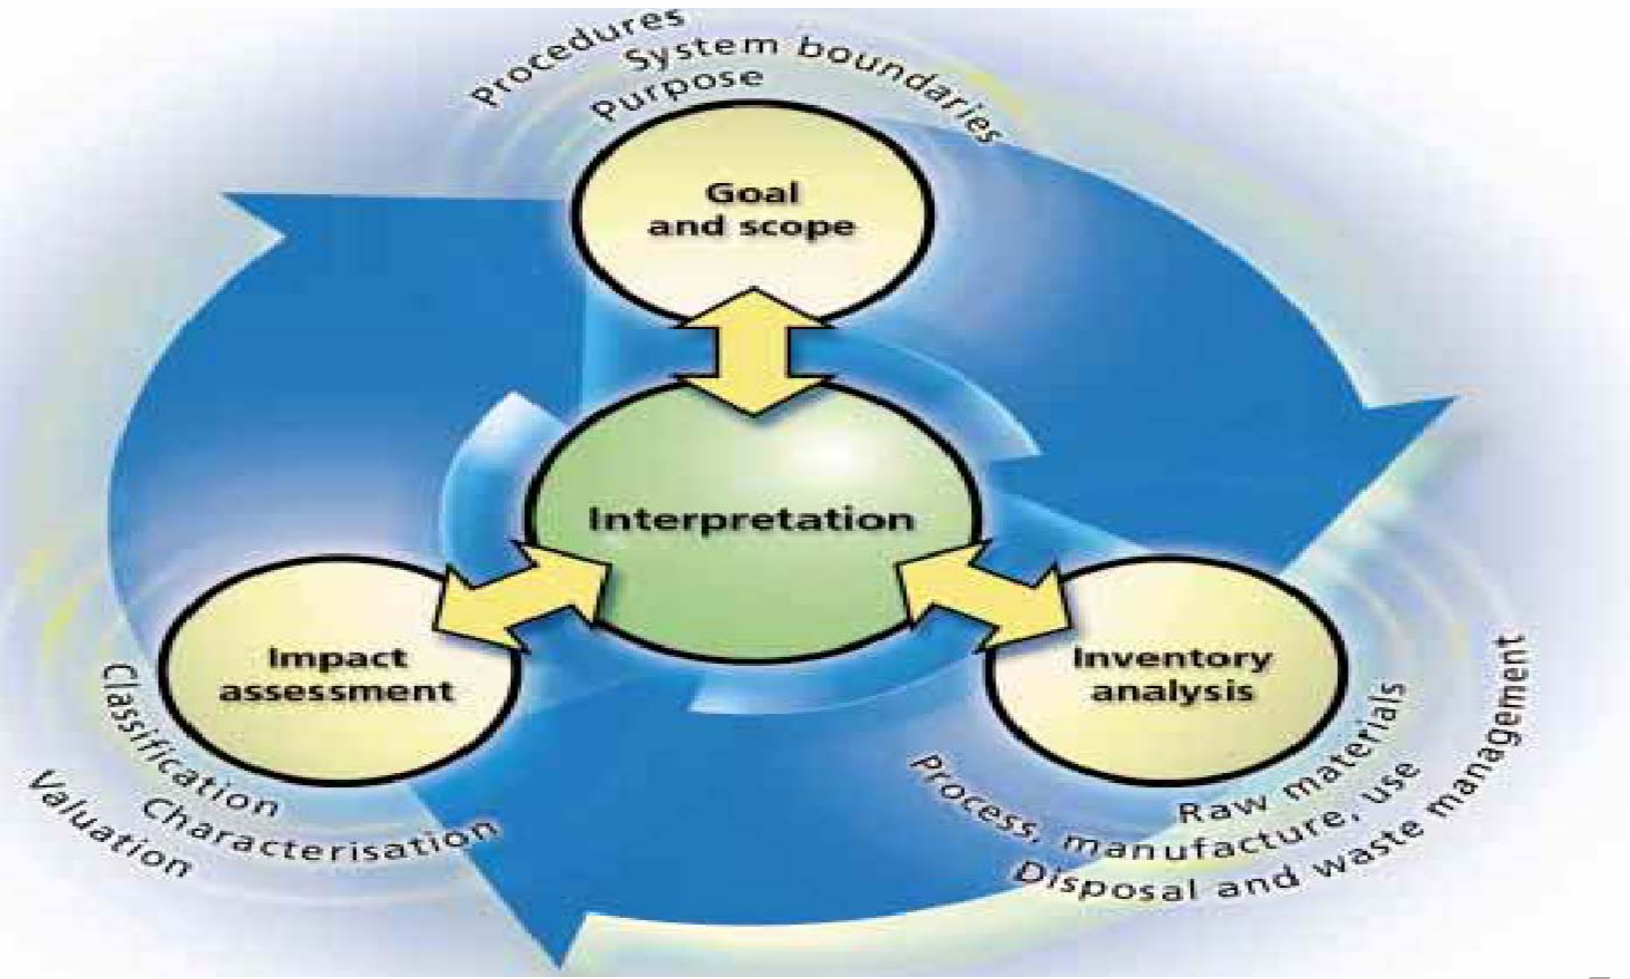 Procedures
System boundaries
Purpose
Goal
and scope
Interpretation
Impact
assessment
Inventory
analysis
Classification
Characterisation
Valuation
Raw materials
Process, manufacture, use
Disposal and waste management